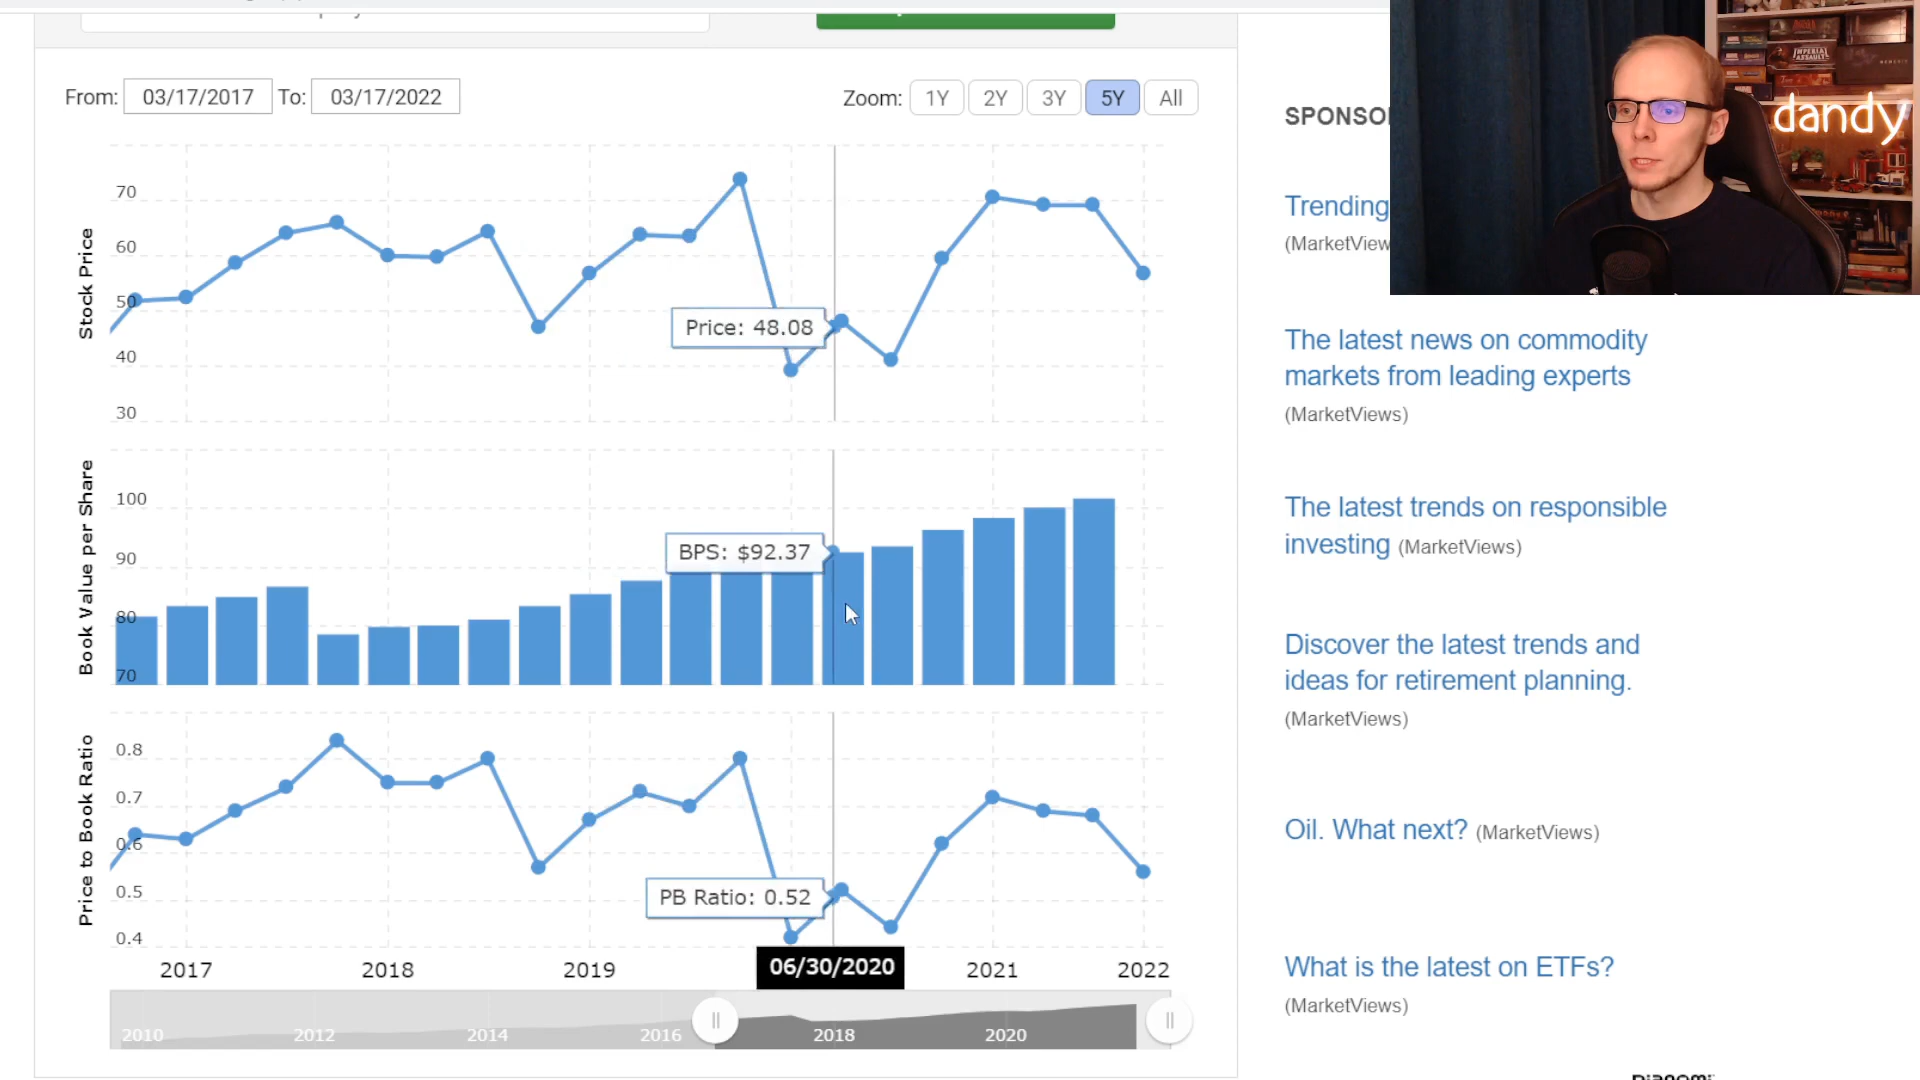 From: 03/17/2017 To: 03/17/2022
Zoom: 1Y 2Y 3Y 5Y All
Stock Price
70
60
50
40
30
Price: 48.08
Book Value per Share
100
90
80
70
BPS: $92.37
Price to Book Ratio
0.8
0.7
0.6
0.5
0.4
PB Ratio: 0.52
2017 2018 2019 06/30/2020 2021 2022
2010 2012 2014 2016 2018 2020
dandy
IMPERIAL
ASSAULT
Trending
The latest news on commodity
markets from leading experts
(MarketViews)
The latest trends on responsible
investing (MarketViews)
Discover the latest trends and
ideas for retirement planning.
(MarketViews)
Oil. What next? (MarketViews)
What is the latest on ETFs?
(MarketViews)